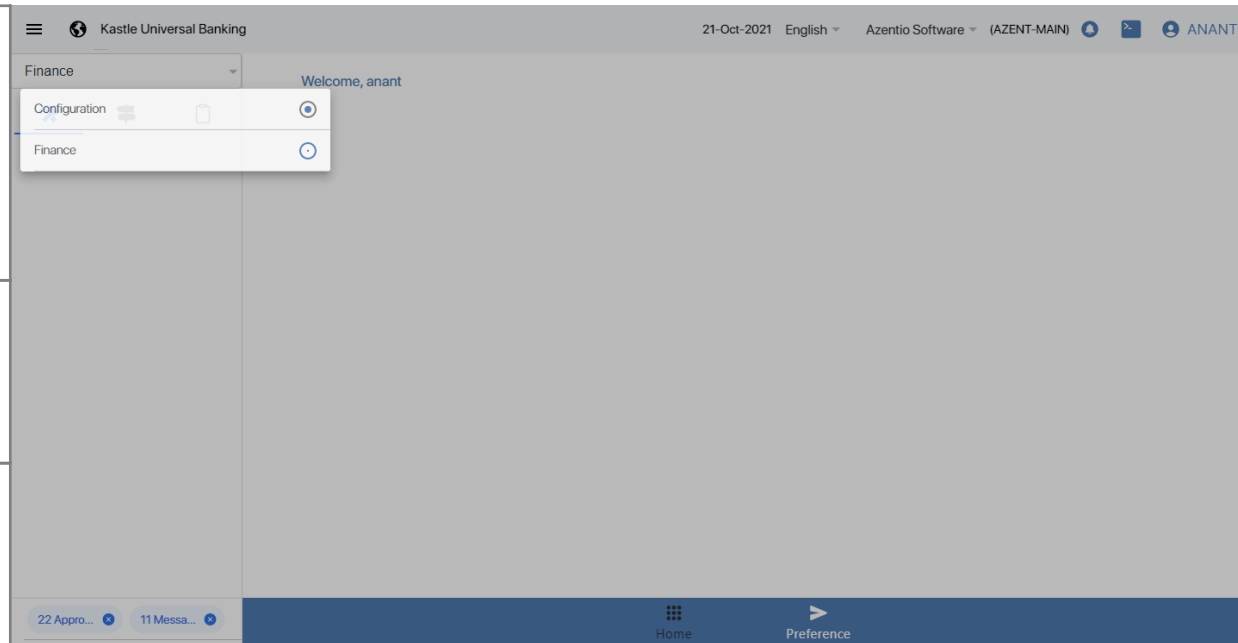 Kastle Universal Banking 21-Oct-2021 English Azentio Software (AZENT-MAIN) ANANT
Finance
Welcome, anant
Configuration
Finance
22 Appro... 11 Messa...
Home Preference